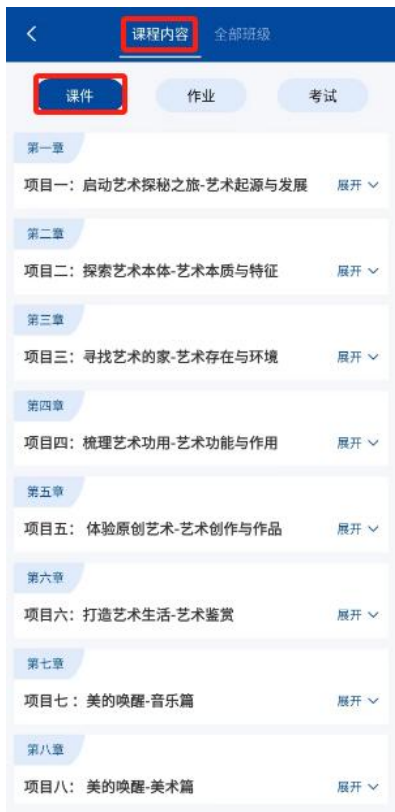 课程内容 全部班级
课件 作业 考试
第一章
项目一：启动艺术探秘之旅-艺术起源与发展 展开
第二章
项目二：探索艺术本体-艺术本质与特征 展开
第三章
项目三：寻找艺术的家-艺术存在与环境 展开
第四章
项目四：梳理艺术功用-艺术功能与作用 展开
第五章
项目五： 体验原创艺术-艺术创作与作品 展开
第六章
项目六：打造艺术生活-艺术鉴赏 展开
第七章
项目七 ：美的唤醒-音乐篇 展开
第八章
项目八： 美的唤醒-美术篇 展开